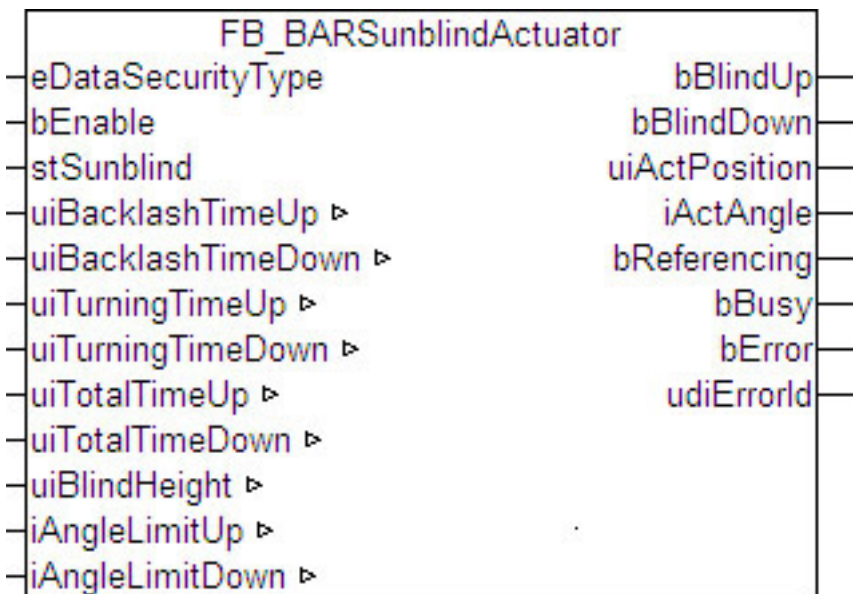 FB_BARSunblindActuator
eDataSecurityType bBlindUp
bEnable bBlindDown
stSunblind uiActPosition
uiBacklashTimeUp iActAngle
uiBacklashTimeDown bReferencing
uiTurningTimeUp bBusy
uiTurningTimeDown bError
uiTotalTimeUp udiErrorId
uiTotalTimeDown
uiBlindHeight
iAngleLimitUp
iAngleLimitDown